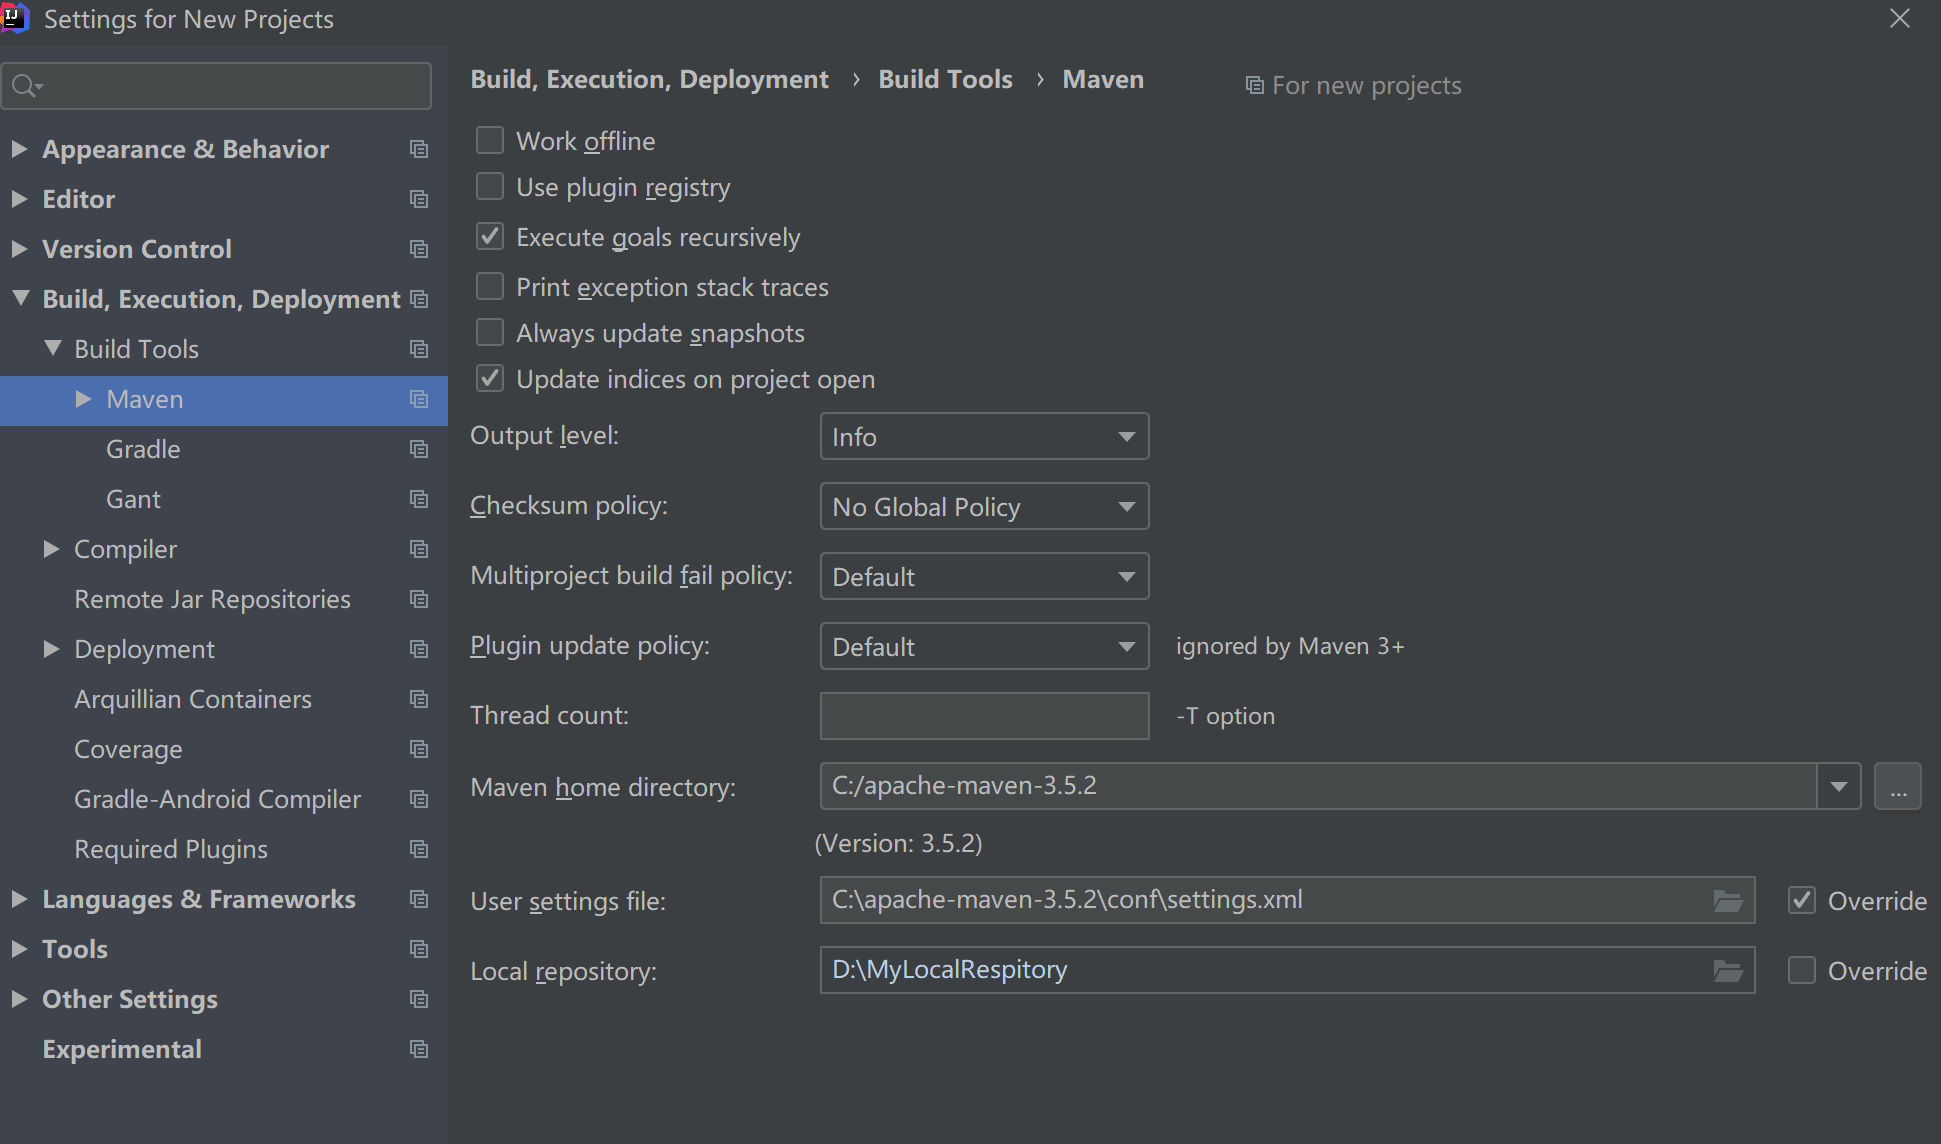 IJ
Settings for New Projects
Appearance & Behavior
Editor
Version Control
Build, Execution, Deployment
Build Tools
Maven
Gradle
Gant
Compiler
Remote Jar Repositories
Deployment
Arquillian Containers
Coverage
Gradle-Android Compiler
Required Plugins
Languages & Frameworks
Tools
Other Settings
Experimental
Build, Execution, Deployment › Build Tools › Maven
For new projects
Work offline
Use plugin registry
Execute goals recursively
Print exception stack traces
Always update snapshots
Update indices on project open
Output level: Info
Checksum policy: No Global Policy
Multiproject build fail policy: Default
Plugin update policy: Default ignored by Maven 3+
Thread count: -T option
Maven home directory: C:/apache-maven-3.5.2 ...
(Version: 3.5.2)
User settings file: C:\apache-maven-3.5.2\conf\settings.xml Override
Local repository: D:\MyLocalRespitory Override